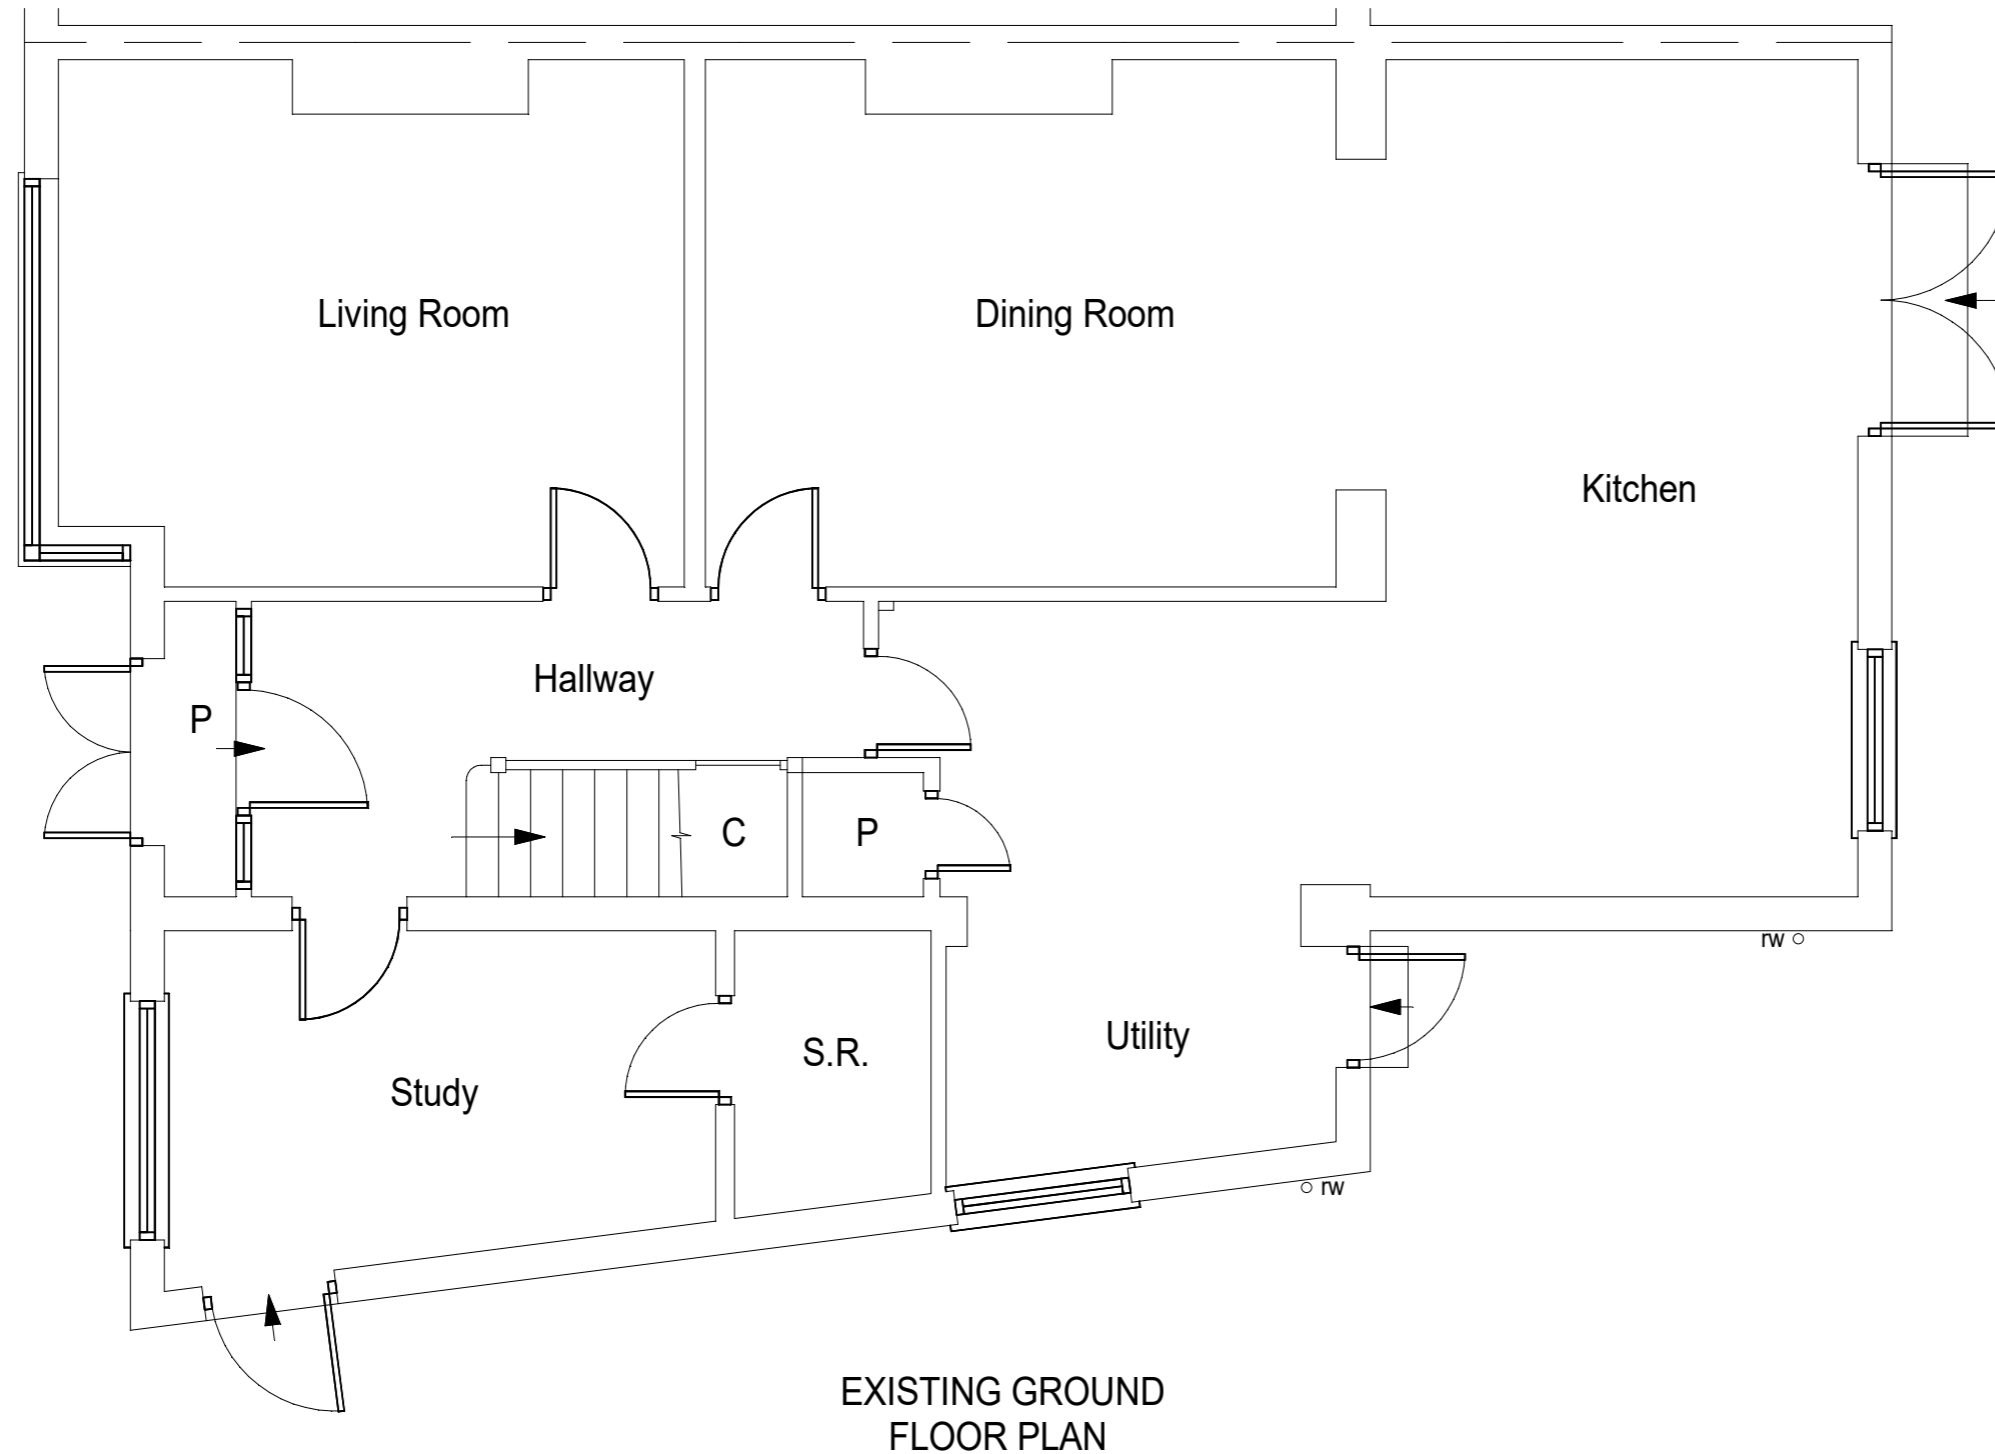 Living Room
Dining Room
Kitchen
Hallway
P
C
P
rw
S.R.
Utility
Study
rw
EXISTING GROUND
FLOOR PLAN